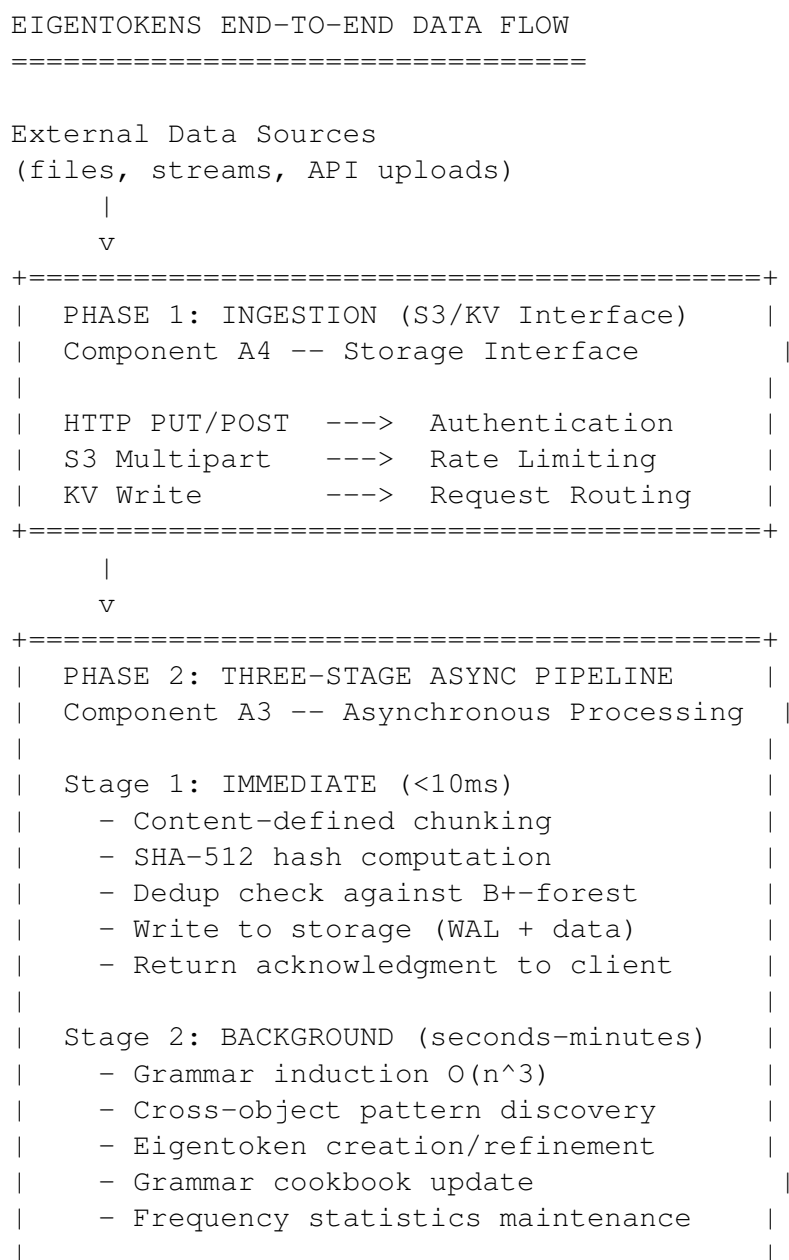 EIGENTOKENS END-TO-END DATA FLOW
=================================

External Data Sources
(files, streams, API uploads)
     |
     v
+==========================================+
|  PHASE 1: INGESTION (S3/KV Interface)    |
|  Component A4 -- Storage Interface        |
|                                          |
|  HTTP PUT/POST  --->  Authentication     |
|  S3 Multipart   --->  Rate Limiting      |
|  KV Write       --->  Request Routing    |
+==========================================+
     |
     v
+==========================================+
|  PHASE 2: THREE-STAGE ASYNC PIPELINE     |
|  Component A3 -- Asynchronous Processing  |
|                                          |
|  Stage 1: IMMEDIATE (<10ms)              |
|    - Content-defined chunking            |
|    - SHA-512 hash computation            |
|    - Dedup check against B+-forest       |
|    - Write to storage (WAL + data)       |
|    - Return acknowledgment to client     |
|                                          |
|  Stage 2: BACKGROUND (seconds-minutes)   |
|    - Grammar induction O(n^3)            |
|    - Cross-object pattern discovery      |
|    - Eigentoken creation/refinement      |
|    - Grammar cookbook update              |
|    - Frequency statistics maintenance    |
|                                          |